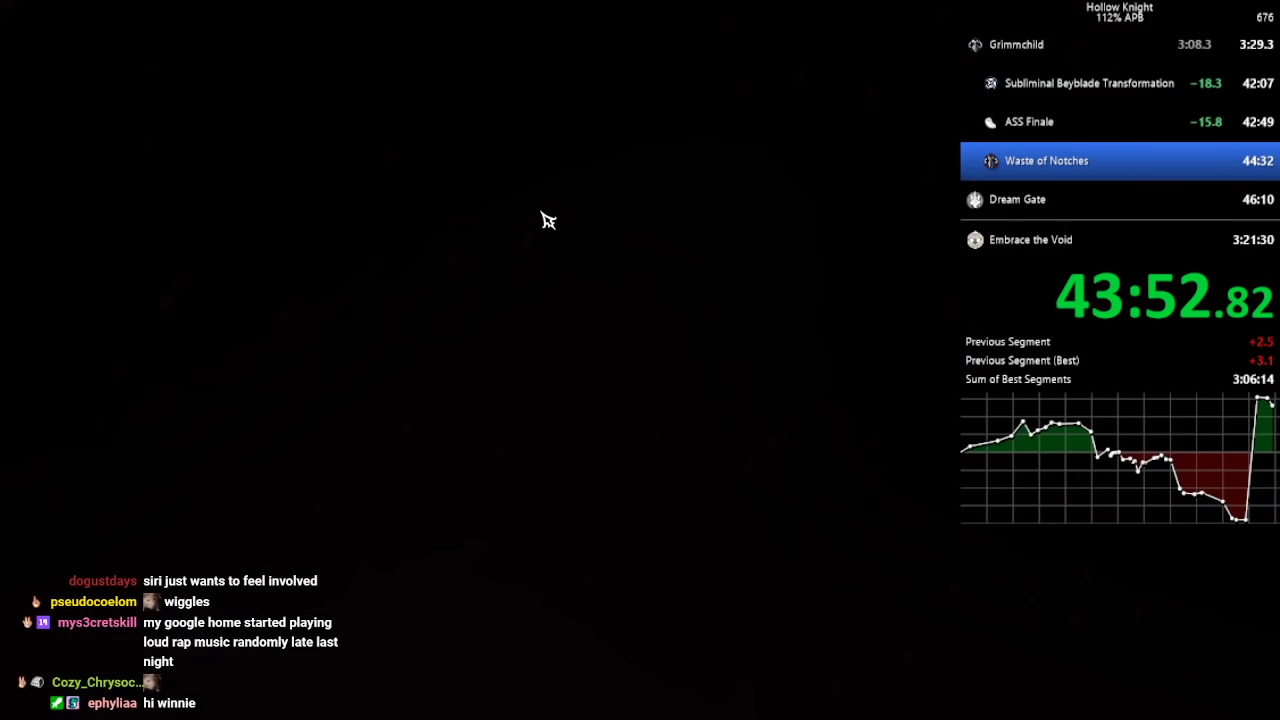 Hollow Knight
112% APB 676
Grimmchild 3:08.3 3:29.3
Subliminal Beyblade Transformation −18.3 42:07
ASS Finale −15.8 42:49
Waste of Notches 44:32
Dream Gate 46:10
Embrace the Void 3:21:30
43:52.82
Previous Segment +2.5
Previous Segment (Best) +3.1
Sum of Best Segments 3:06:14
dogustdays siri just wants to feel involved
pseudocoelom wiggles
19 mys3cretskill my google home started playing
loud rap music randomly late last
night
Cozy_Chrysoc...
ephyliaa hi winnie